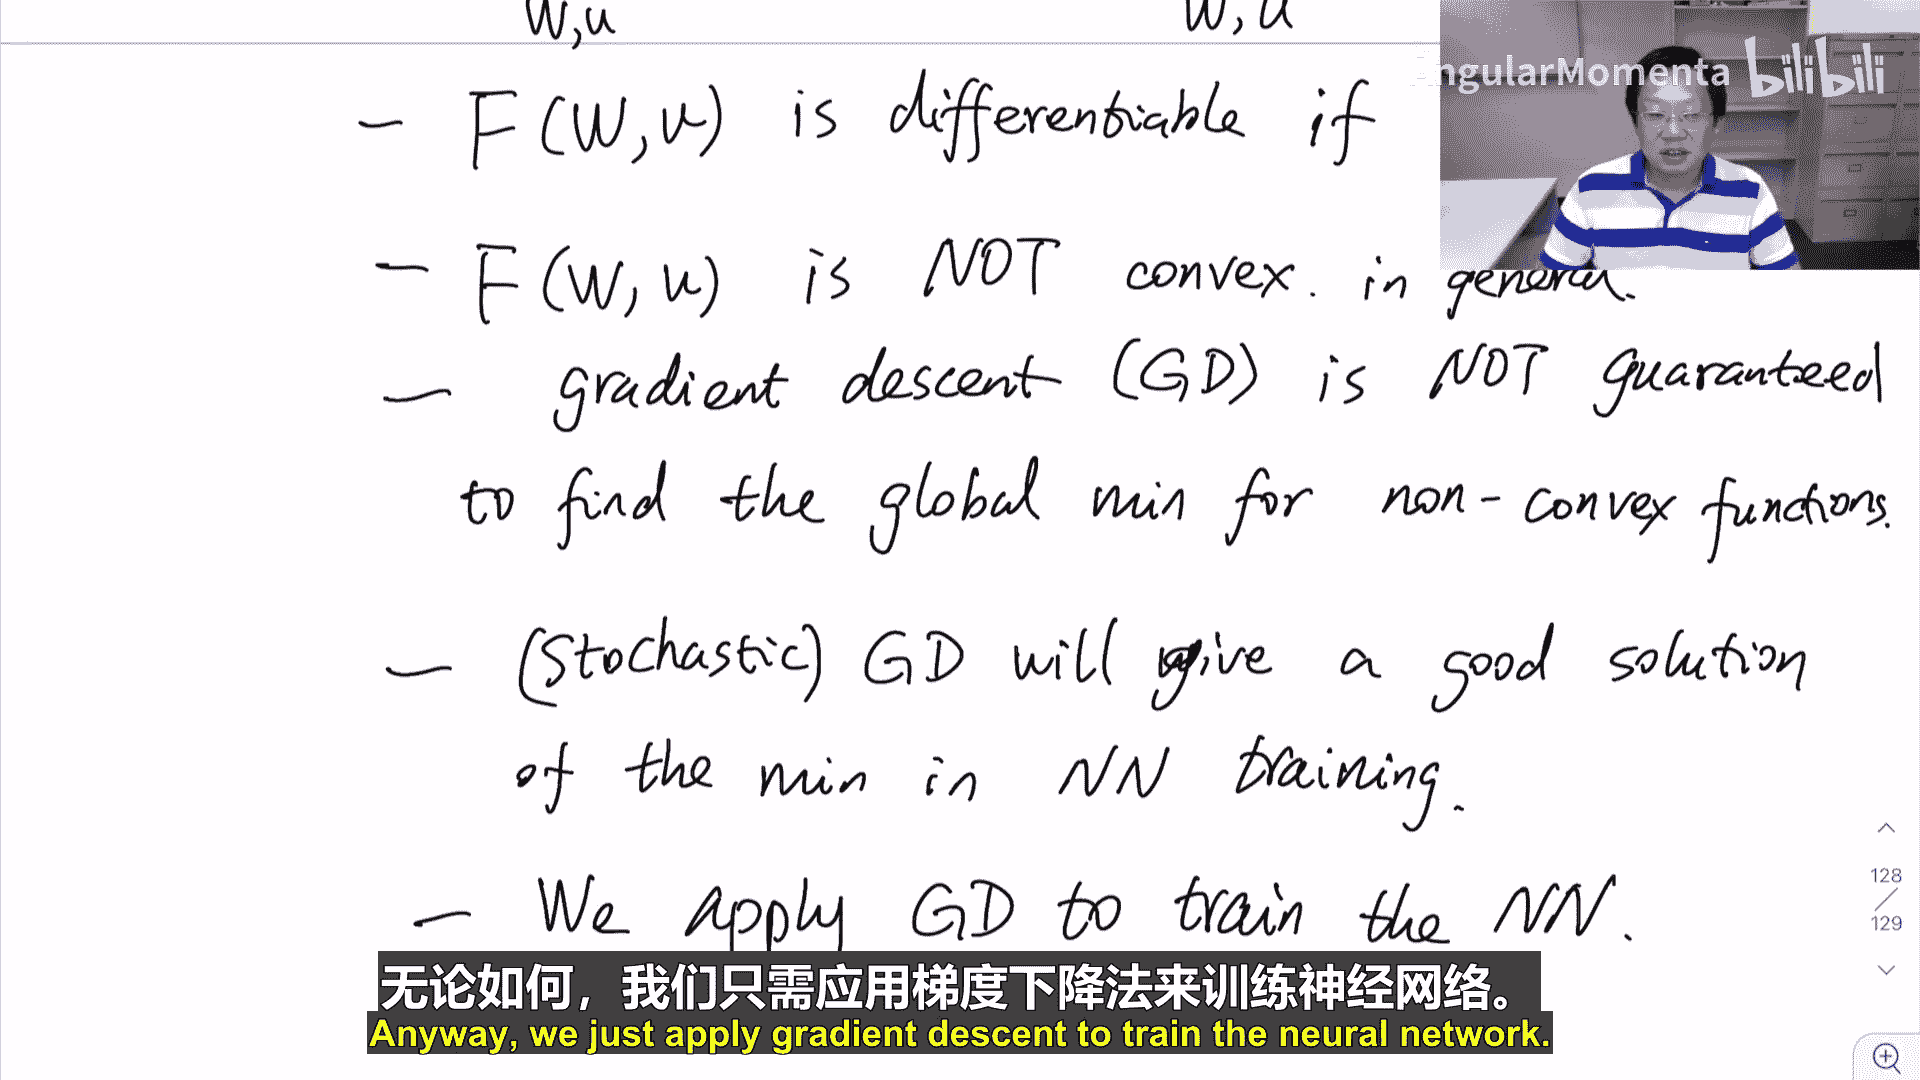 W,u W,u
ngularMomenta bilibili
— F(W,u) is differentiable if
— F(W,u) is NOT convex. in general.
— gradient descent (GD) is NOT guaranteed
to find the global min for non-convex functions.
— (Stochastic) GD will give a good solution
of the min in NN training.
— We apply GD to train the NN.
128
/
129
无论如何，我们只需应用梯度下降法来训练神经网络。
Anyway, we just apply gradient descent to train the neural network.